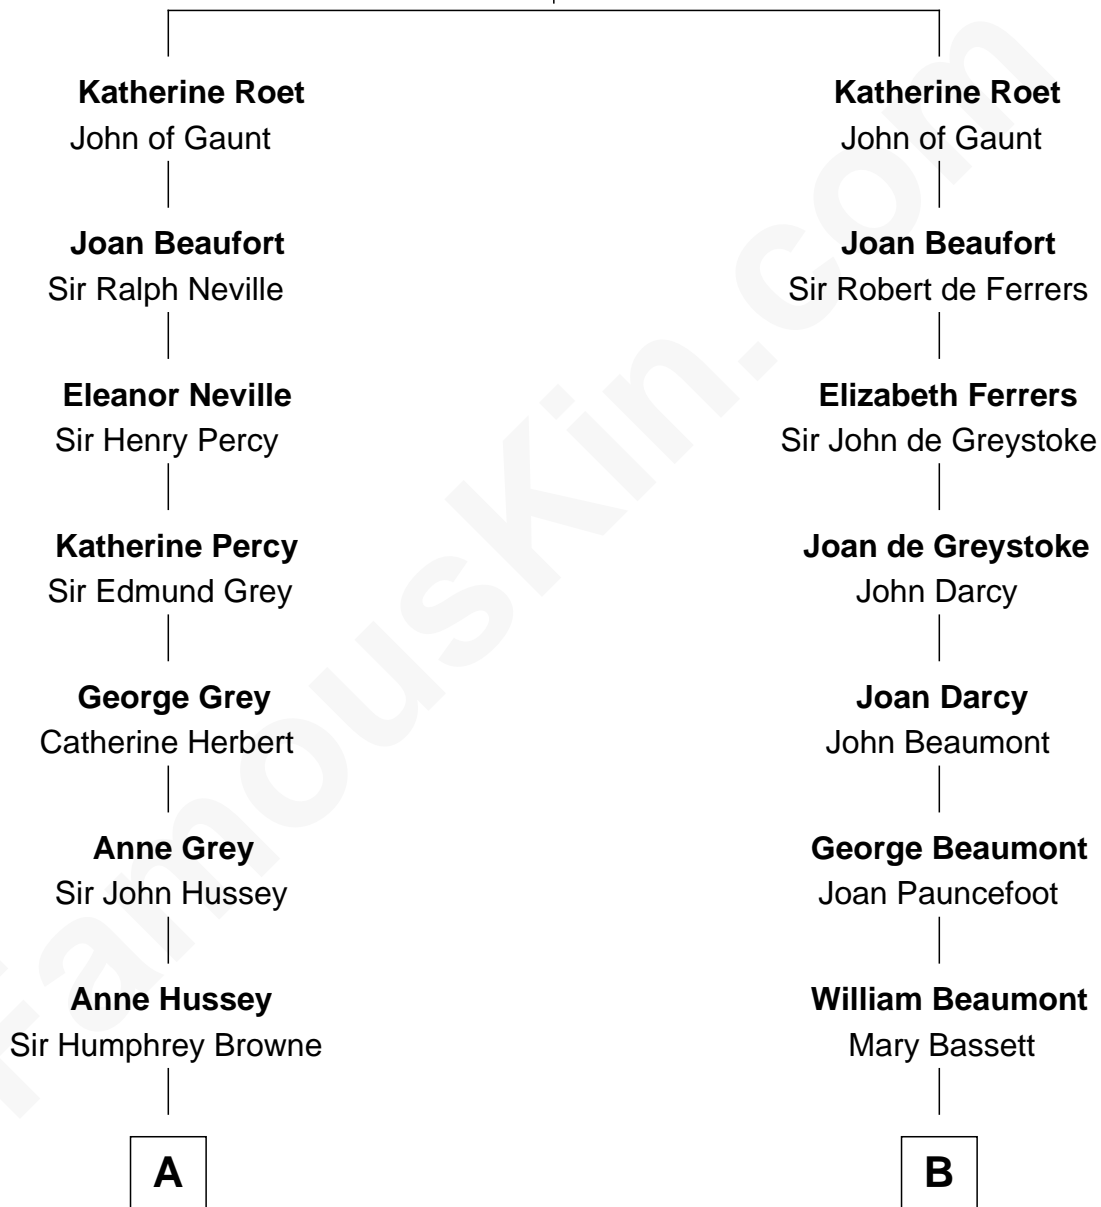 Katherine Roet
John of Gaunt
Joan Beaufort
Sir Ralph Neville
Eleanor Neville
Sir Henry Percy
Katherine Percy
Sir Edmund Grey
George Grey
Catherine Herbert
Anne Grey
Sir John Hussey
Anne Hussey
Sir Humphrey Browne
A
Katherine Roet
John of Gaunt
Joan Beaufort
Sir Robert de Ferrers
Elizabeth Ferrers
Sir John de Greystoke
Joan de Greystoke
John Darcy
Joan Darcy
John Beaumont
George Beaumont
Joan Pauncefoot
William Beaumont
Mary Bassett
B
FamousKin.com